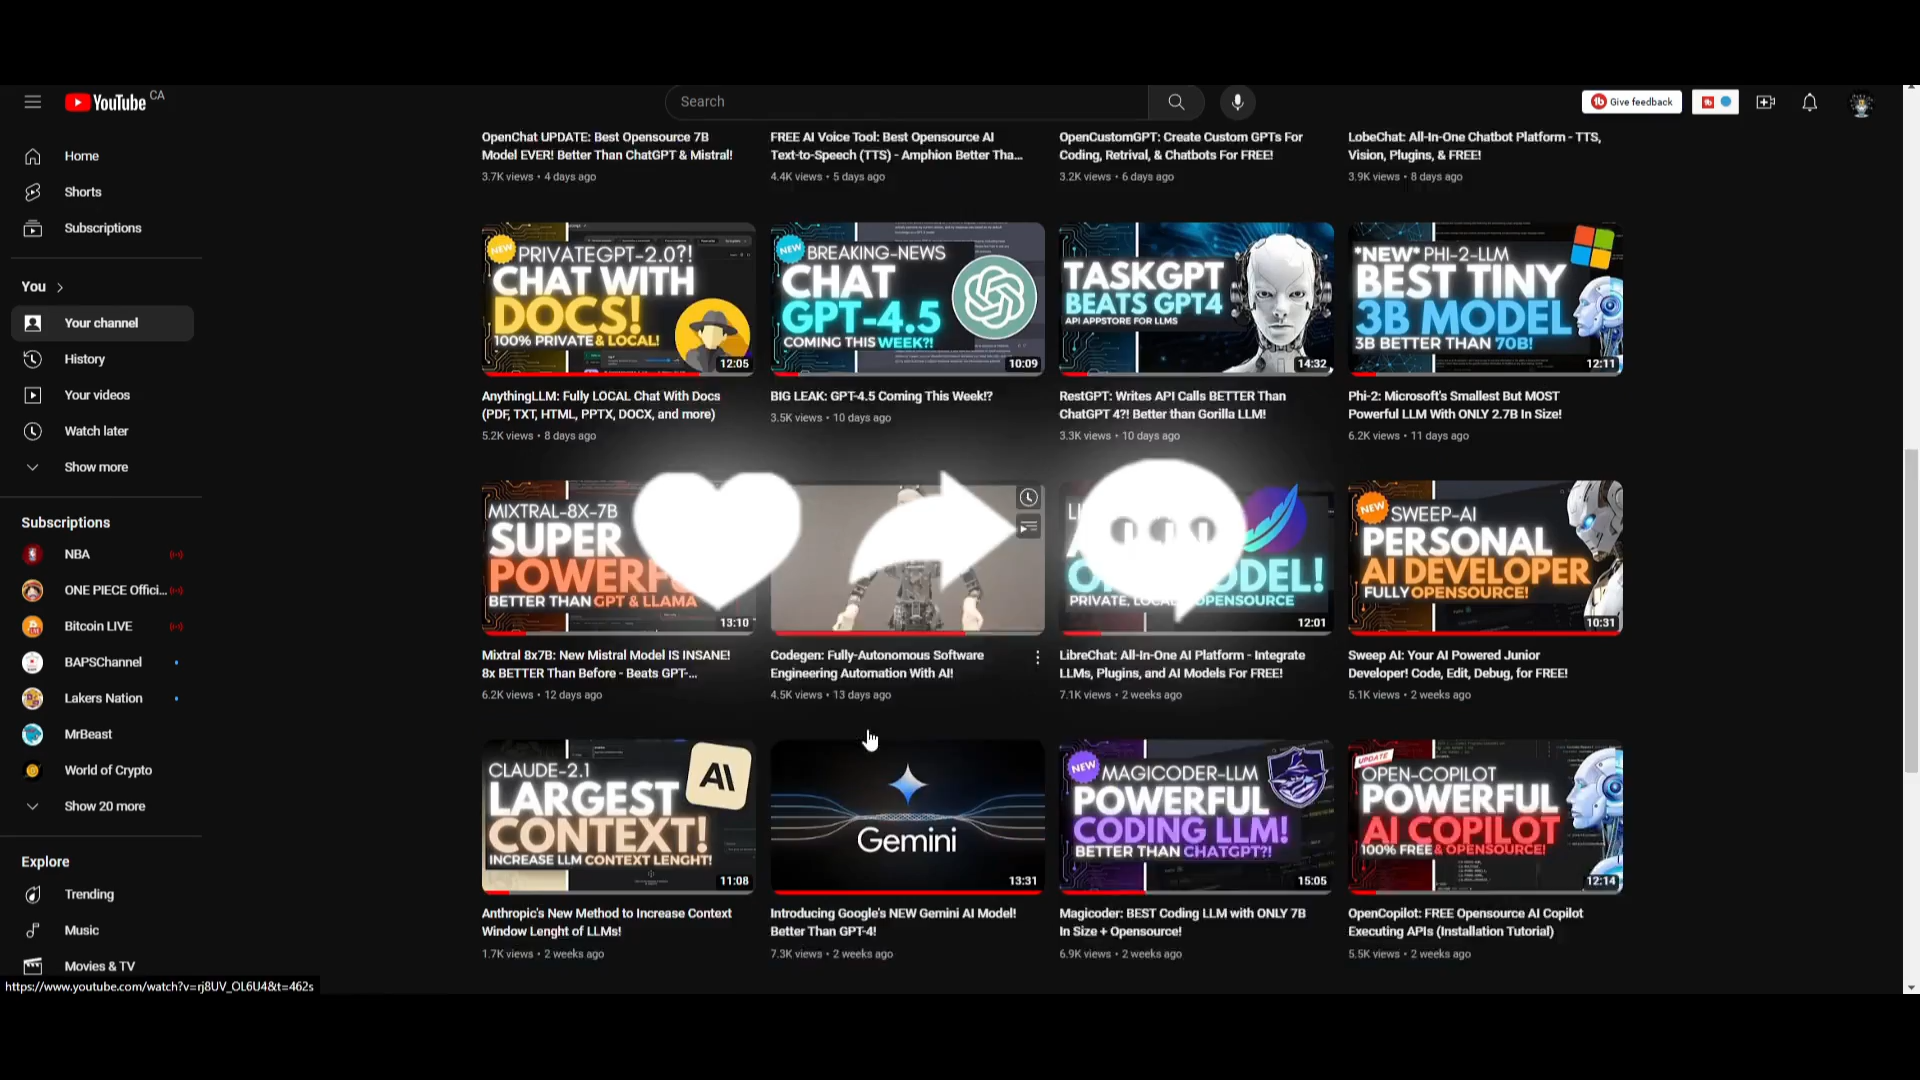 YouTube CA
Search
Give feedback
Home
Shorts
Subscriptions
You
Your channel
History
Your videos
Watch later
Show more
Subscriptions
NBA
ONE PIECE Offici...
Bitcoin LIVE
BAPSChannel
Lakers Nation
MrBeast
World of Crypto
Show 20 more
Explore
Trending
Music
Movies & TV
https://www.youtube.com/watch?v=rj8UV_OL6U4&t=462s
OpenChat UPDATE: Best Opensource 7B
Model EVER! Better Than ChatGPT & Mistral!
3.7K views • 4 days ago
FREE AI Voice Tool: Best Opensource AI
Text-to-Speech (TTS) - Amphion Better Tha...
4.4K views • 5 days ago
OpenCustomGPT: Create Custom GPTs For
Coding, Retrival, & Chatbots For FREE!
3.2K views • 6 days ago
LobeChat: All-In-One Chatbot Platform - TTS,
Vision, Plugins, & FREE!
3.9K views • 8 days ago
NEW
PRIVATEGPT-2.0?!
CHAT WITH
DOCS!
100% PRIVATE & LOCAL!
12:05
AnythingLLM: Fully LOCAL Chat With Docs
(PDF, TXT, HTML, PPTX, DOCX, and more)
5.2K views • 8 days ago
NEW
BREAKING-NEWS
CHAT
GPT-4.5
COMING THIS WEEK?!
10:09
BIG LEAK: GPT-4.5 Coming This Week!?
3.5K views • 10 days ago
TASKGPT
BEATS GPT4
API APPSTORE FOR LLMS
14:32
RestGPT: Writes API Calls BETTER Than
ChatGPT 4?! Better than Gorilla LLM!
3.3K views • 10 days ago
*NEW* PHI-2-LLM
BEST TINY
3B MODEL
3B BETTER THAN 70B!
12:11
Phi-2: Microsoft's Smallest But MOST
Powerful LLM With ONLY 2.7B In Size!
6.2K views • 11 days ago
MIXTRAL-8X-7B
SUPER
POWERF
BETTER THAN GPT & LLAMA
13:10
Mixtral 8x7B: New Mistral Model IS INSANE!
8x BETTER Than Before - Beats GPT-...
6.2K views • 12 days ago
Codegen: Fully-Autonomous Software
Engineering Automation With AI!
4.5K views • 13 days ago
ODEL!
PRIVATE, LOCAL OPENSOURCE
12:01
LibreChat: All-In-One AI Platform - Integrate
LLMs, Plugins, and AI Models For FREE!
7.1K views • 2 weeks ago
NEW
SWEEP-AI
PERSONAL
AI DEVELOPER
FULLY OPENSOURCE!
10:31
Sweep AI: Your AI Powered Junior
Developer! Code, Edit, Debug, for FREE!
5.1K views • 2 weeks ago
CLAUDE-2.1
LARGEST
CONTEXT!
INCREASE LLM CONTEXT LENGHT!
AI
11:08
Anthropic's New Method to Increase Context
Window Lenght of LLMs!
1.7K views • 2 weeks ago
Gemini
13:31
Introducing Google's NEW Gemini AI Model!
Better Than GPT-4!
7.3K views • 2 weeks ago
NEW
MAGICODER-LLM
POWERFUL
CODING LLM!
BETTER THAN CHATGPT?!
15:05
Magicoder: BEST Coding LLM with ONLY 7B
In Size + Opensource!
6.9K views • 2 weeks ago
UPDATE
OPEN-COPILOT
POWERFUL
AI COPILOT
100% FREE & OPENSOURCE!
12:14
OpenCopilot: FREE Opensource AI Copilot
Executing APIs (Installation Tutorial)
5.5K views • 2 weeks ago